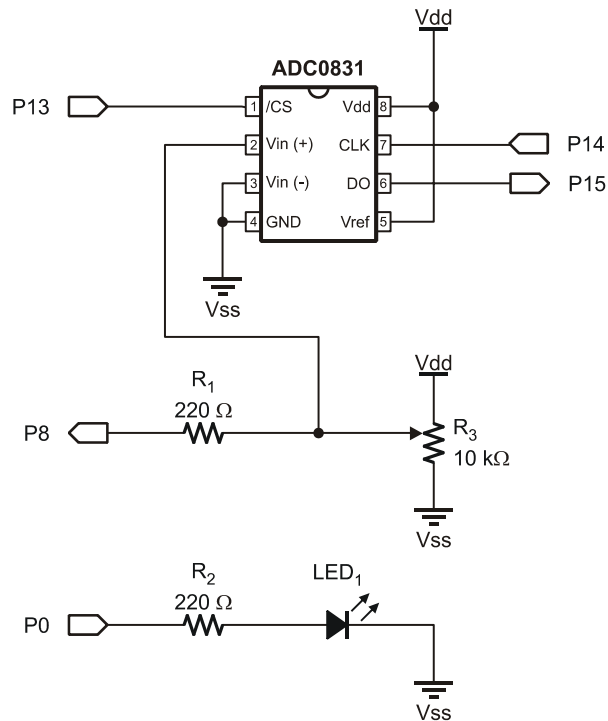 Vdd
ADC0831
P13
1 /CS Vdd 8
2 Vin (+) CLK 7
P14
3 Vin (-) DO 6
P15
4 GND Vref 5
Vss
Vdd
R1
220 Ω
P8
R3
10 kΩ
Vss
R2
220 Ω
LED1
P0
Vss